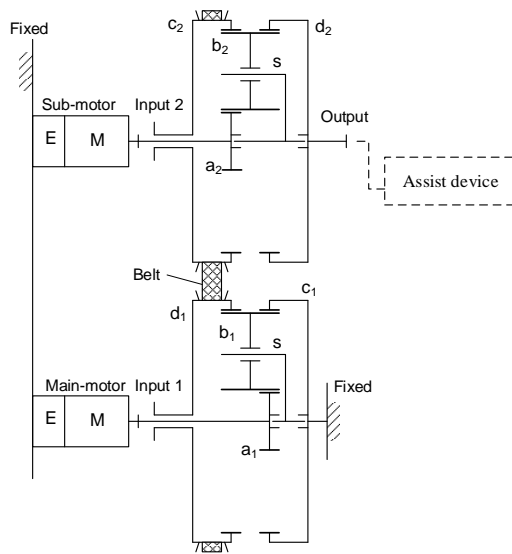 Fixed
c2
d2
b2
s
Sub-motor
Input 2
Output
E
M
a2
Assist device
Belt
d1
c1
b1
s
Main-motor
Input 1
Fixed
E
M
a1